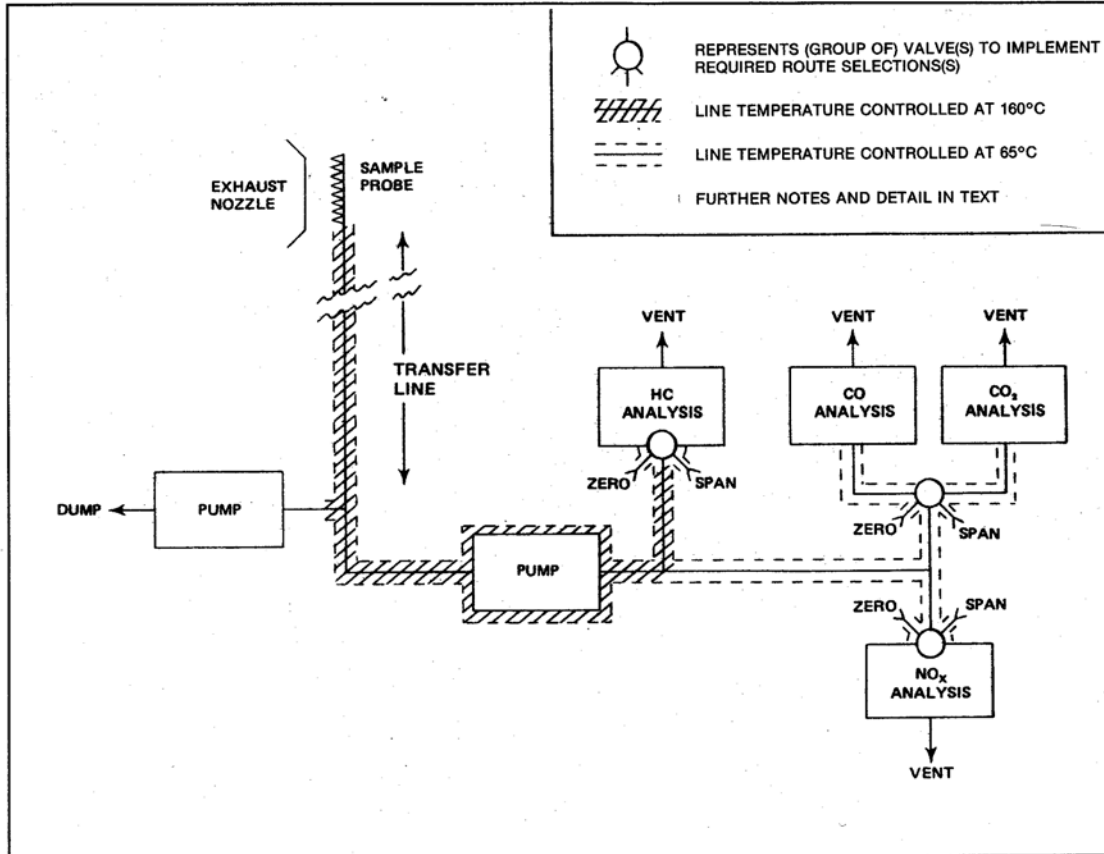 REPRESENTS (GROUP OF) VALVE(S) TO IMPLEMENT
REQUIRED ROUTE SELECTIONS(S)
LINE TEMPERATURE CONTROLLED AT 160°C
LINE TEMPERATURE CONTROLLED AT 65°C
FURTHER NOTES AND DETAIL IN TEXT
EXHAUST
NOZZLE
SAMPLE
PROBE
TRANSFER
LINE
DUMP
PUMP
PUMP
VENT
HC
ANALYSIS
ZERO
SPAN
VENT
CO
ANALYSIS
VENT
CO₂
ANALYSIS
ZERO
SPAN
ZERO
SPAN
NOₓ
ANALYSIS
VENT